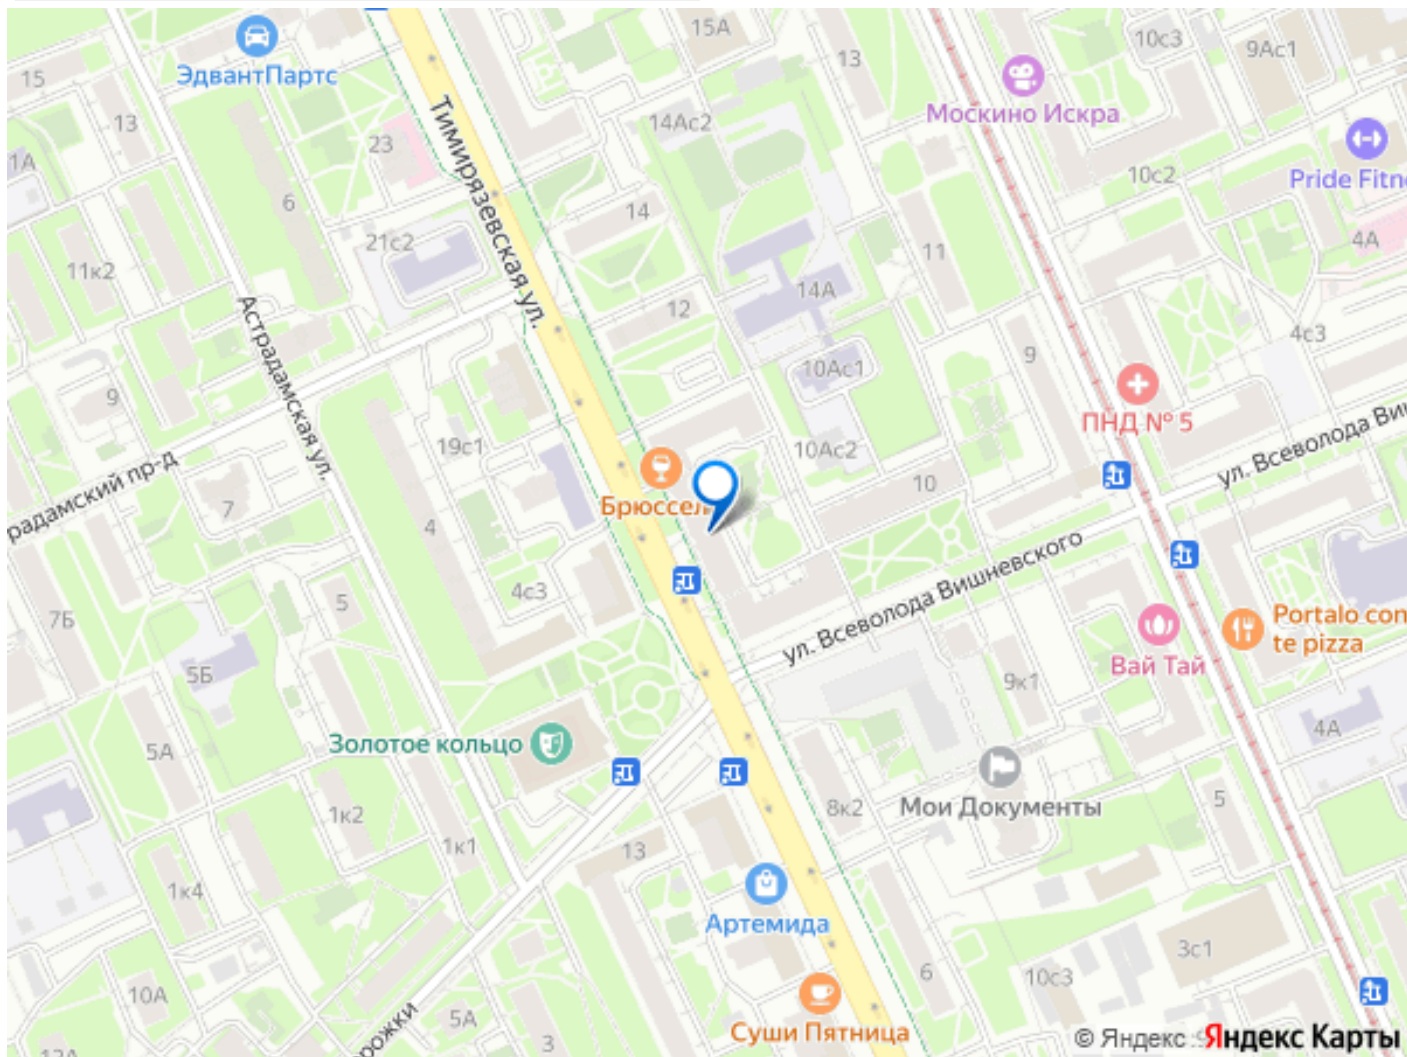 15А
13
10с3
9Ас1
ЭдвантПартс
15
Москино Искра
13
14Ас2
Тимирязевская ул.
23
1А
10с2
Pride Fitn
6
14
21с2
11
4А
11к2
14А
12
Астрадамская ул.
4с3
9
10Ас1
9
ПНД № 5
19с1
10Ас2
ул. Всеволода Ви
радамский пр-д
10
7
Брюссель
4
ул. Всеволода Вишневского
4с3
5
7Б
Portalo con
te pizza
Вай Тай
5Б
9к1
4А
Золотое кольцо
5А
Мои Документы
8к2
5
1к2
1к1
13
1к4
Артемида
3с1
6
10с3
10А
5А
рожки
Суши Пятница
3
© Яндекс
Яндекс Карты